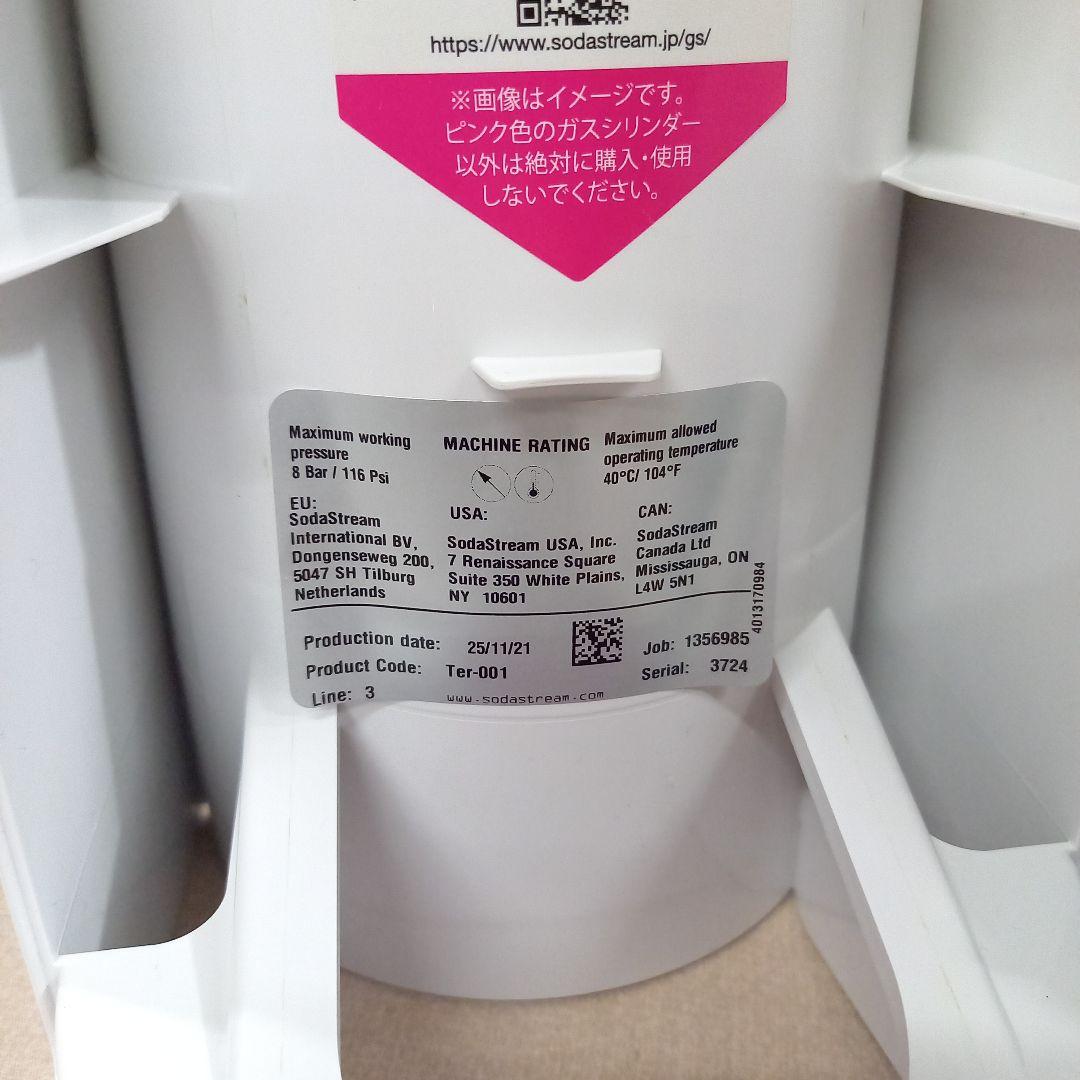 https://www.sodastream.jp/gs/
※画像はイメージです。
ピンク色のガスシリンダー
以外は絶対に購入・使用
しないでください。
Maximum working
pressure
8 Bar / 116 Psi
MACHINE RATING
Maximum allowed
operating temperature
40°C/ 104°F
EU:
SodaStream
International BV,
Dongenseweg 200,
5047 SH Tilburg
Netherlands
USA:
SodaStream USA, Inc.
7 Renaissance Square
Suite 350 White Plains,
NY 10601
CAN:
SodaStream
Canada Ltd
Mississauga, ON
L4W 5N1
4013170984
Production date: 25/11/21
Product Code: Ter-001
Line: 3
Job: 1356985
Serial: 3724
www.sodastream.com